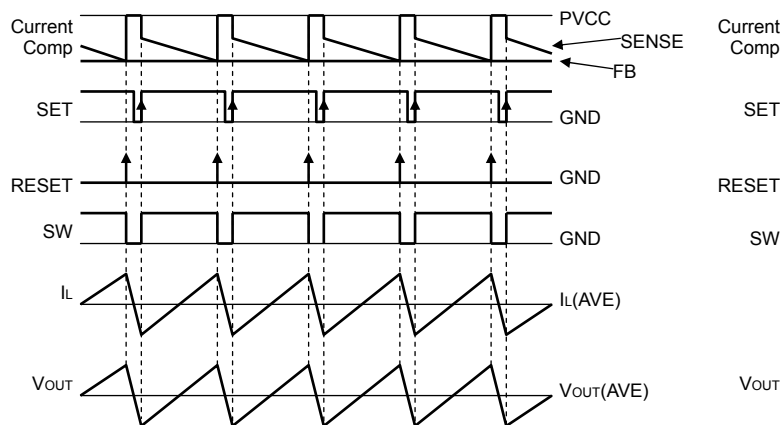 PVCC
Current
Comp
SENSE
FB
SET
GND
RESET
GND
SW
GND
IL
IL(AVE)
VOUT
VOUT(AVE)
Current
Comp
SET
RESET
SW
VOUT